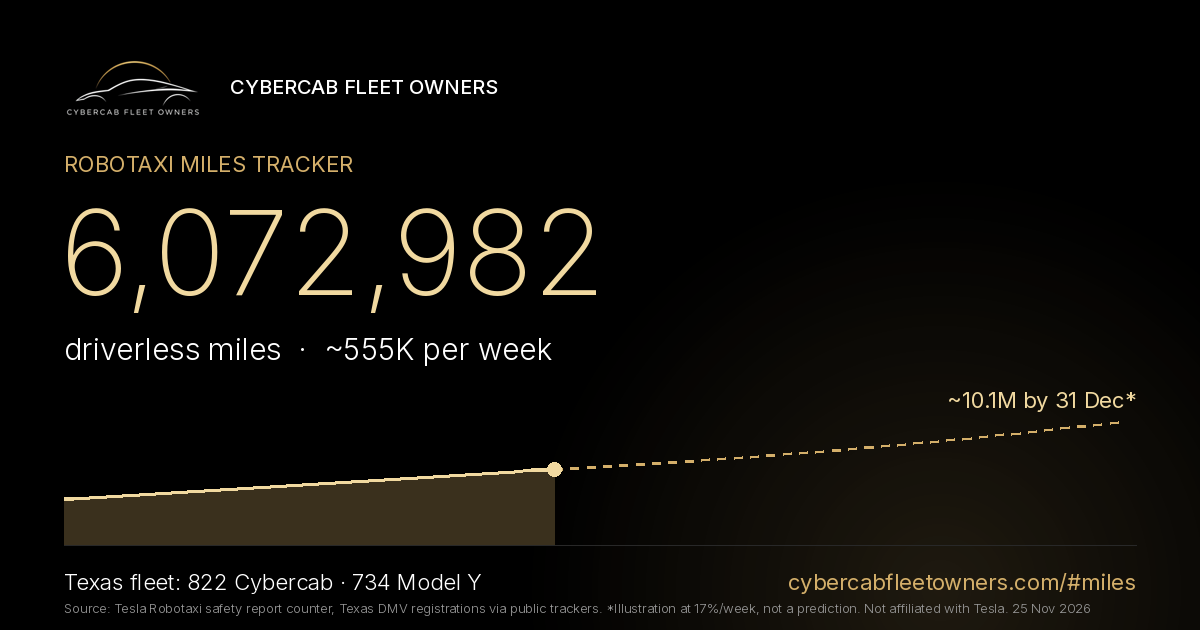 CYBERCAB FLEET OWNERS
CYBERCAB FLEET OWNERS
ROBOTAXI MILES TRACKER
6,072,982
driverless miles · ~555K per week
~10.1M by 31 Dec*
Texas fleet: 822 Cybercab · 734 Model Y
cybercabfleetowners.com/#miles
Source: Tesla Robotaxi safety report counter, Texas DMV registrations via public trackers. *Illustration at 17%/week, not a prediction. Not affiliated with Tesla. 25 Nov 2026